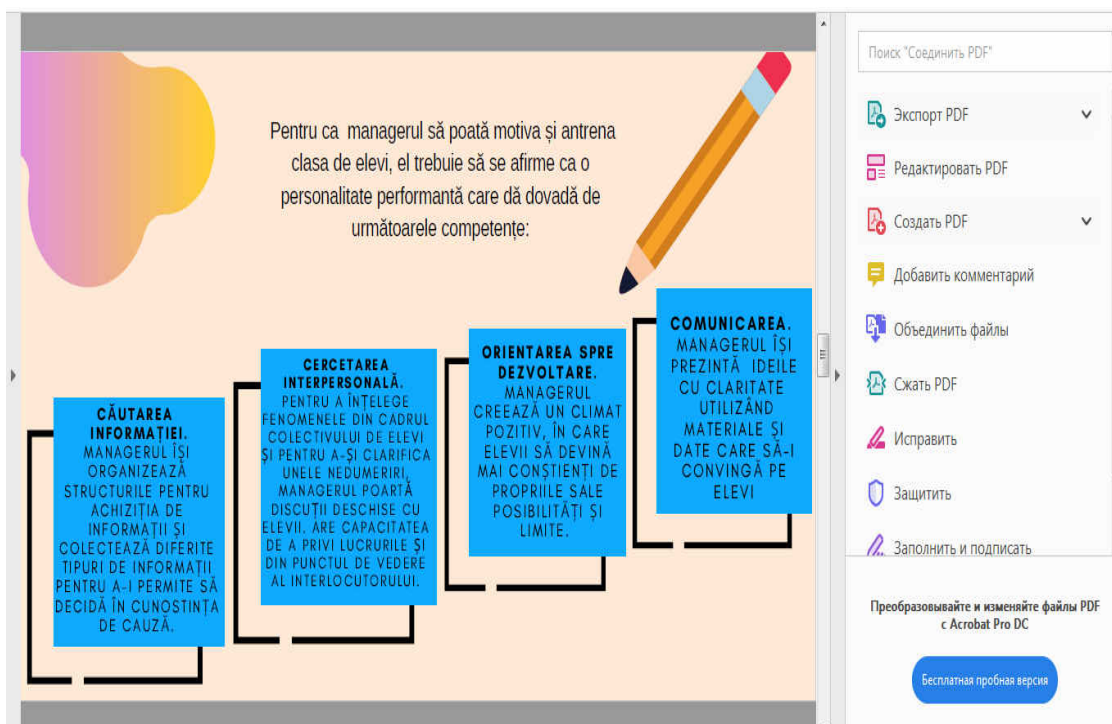 Pentru ca managerul să poată motiva și antrena
clasa de elevi, el trebuie să se afirme ca o
personalitate performantă care dă dovadă de
următoarele competențe:
CĂUTAREA
INFORMAȚIEI.
MANAGERUL ÎȘI
ORGANIZEAZĂ
STRUCTURILE PENTRU
ACHIZIȚIA DE
INFORMAȚII ȘI
COLECTEAZĂ DIFERITE
TIPURI DE INFORMAȚII
PENTRU A-I PERMITE SĂ
DECIDĂ ÎN CUNOSTINȚA
DE CAUZĂ.
CERCETAREA
INTERPERSONALĂ.
PENTRU A ÎNȚELEGE
FENOMENELE DIN CADRUL
COLECTIVULUI DE ELEVI
ȘI PENTRU A-ȘI CLARIFICA
UNELE NEDUMERIRI,
MANAGERUL POARTĂ
DISCUȚII DESCHISE CU
ELEVII. ARE CAPACITATEA
DE A PRIVI LUCRURILE ȘI
DIN PUNCTUL DE VEDERE
AL INTERLOCUTORULUI.
ORIENTAREA SPRE
DEZVOLTARE.
MANAGERUL
CREEAZĂ UN CLIMAT
POZITIV, ÎN CARE
ELEVII SĂ DEVINĂ
MAI CONȘTIENȚI DE
PROPRIILE SALE
POSIBILITĂȚI ȘI
LIMITE.
COMUNICAREA.
MANAGERUL ÎȘI
PREZINTĂ IDEILE
CU CLARITATE
UTILIZÂND
MATERIALE ȘI
DATE CARE SĂ-I
CONVINGĂ PE
ELEVI
Поиск "Соединить PDF"
Экспорт PDF
Редактировать PDF
Создать PDF
Добавить комментарий
Объединить файлы
Сжать PDF
Исправить
Защитить
Заполнить и подписать
Преобразовывайте и изменяйте файлы PDF
с Acrobat Pro DC
Бесплатная пробная версия